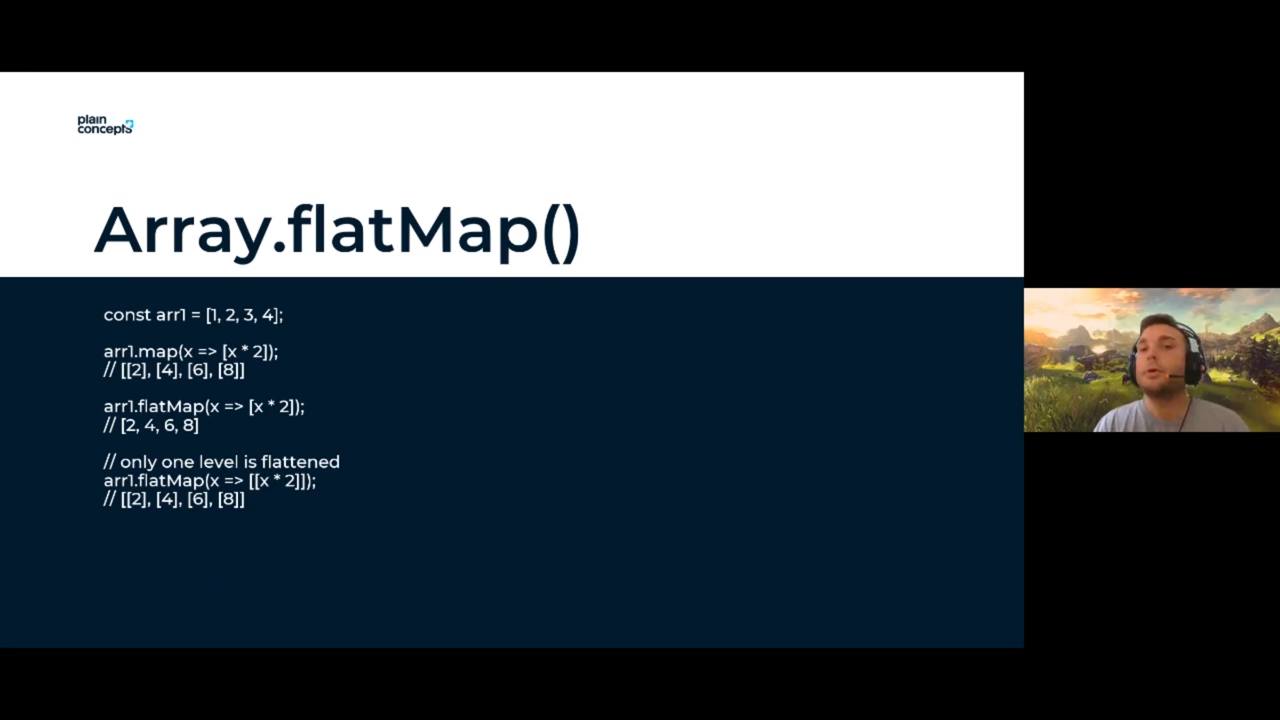 plain
concepts
Array.flatMap()
const arr1 = [1, 2, 3, 4];
arr1.map(x => [x * 2]);
// [[2], [4], [6], [8]]
arr1.flatMap(x => [x * 2]);
// [2, 4, 6, 8]
// only one level is flattened
arr1.flatMap(x => [[x * 2]]);
// [[2], [4], [6], [8]]